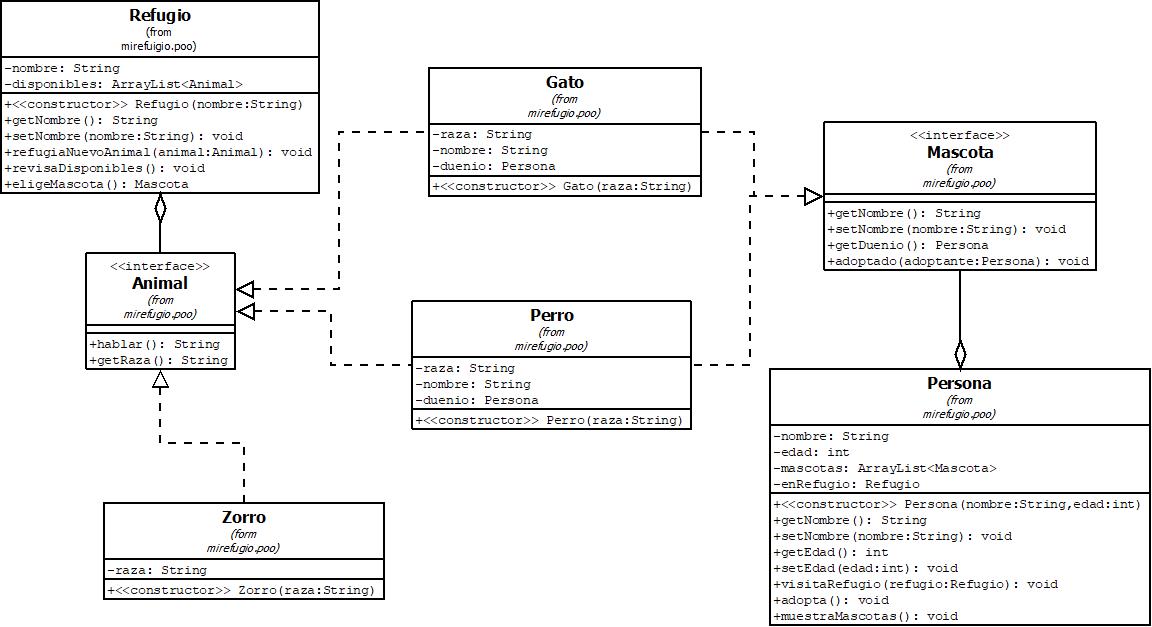 Refugio
(from
mirefuigio.poo)
-nombre: String
-disponibles: ArrayList<Animal>
+<<constructor>> Refugio(nombre:String)
+getNombre(): String
+setNombre(nombre:String): void
+refugiaNuevoAnimal(animal:Animal): void
+revisaDisponibles(): void
+eligeMascota(): Mascota
<<interface>>
Animal
(from
mirefugio.poo)
+hablar(): String
+getRaza(): String
Zorro
(form
mirefugio.poo)
-raza: String
+<<constructor>> Zorro(raza:String)
Gato
(from
mirefugio.poo)
-raza: String
-nombre: String
-duenio: Persona
+<<constructor>> Gato(raza:String)
Perro
(from
mirefugio.poo)
-raza: String
-nombre: String
-duenio: Persona
+<<constructor>> Perro(raza:String)
<<interface>>
Mascota
(from
mirefugio.poo)
+getNombre(): String
+setNombre(nombre:String): void
+getDuenio(): Persona
+adoptado(adoptante:Persona): void
Persona
(from
mirefugio.poo)
-nombre: String
-edad: int
-mascotas: ArrayList<Mascota>
-enRefugio: Refugio
+<<constructor>> Persona(nombre:String,edad:int)
+getNombre(): String
+setNombre(nombre:String): void
+getEdad(): int
+setEdad(edad:int): void
+visitaRefugio(refugio:Refugio): void
+adopta(): void
+muestraMascotas(): void